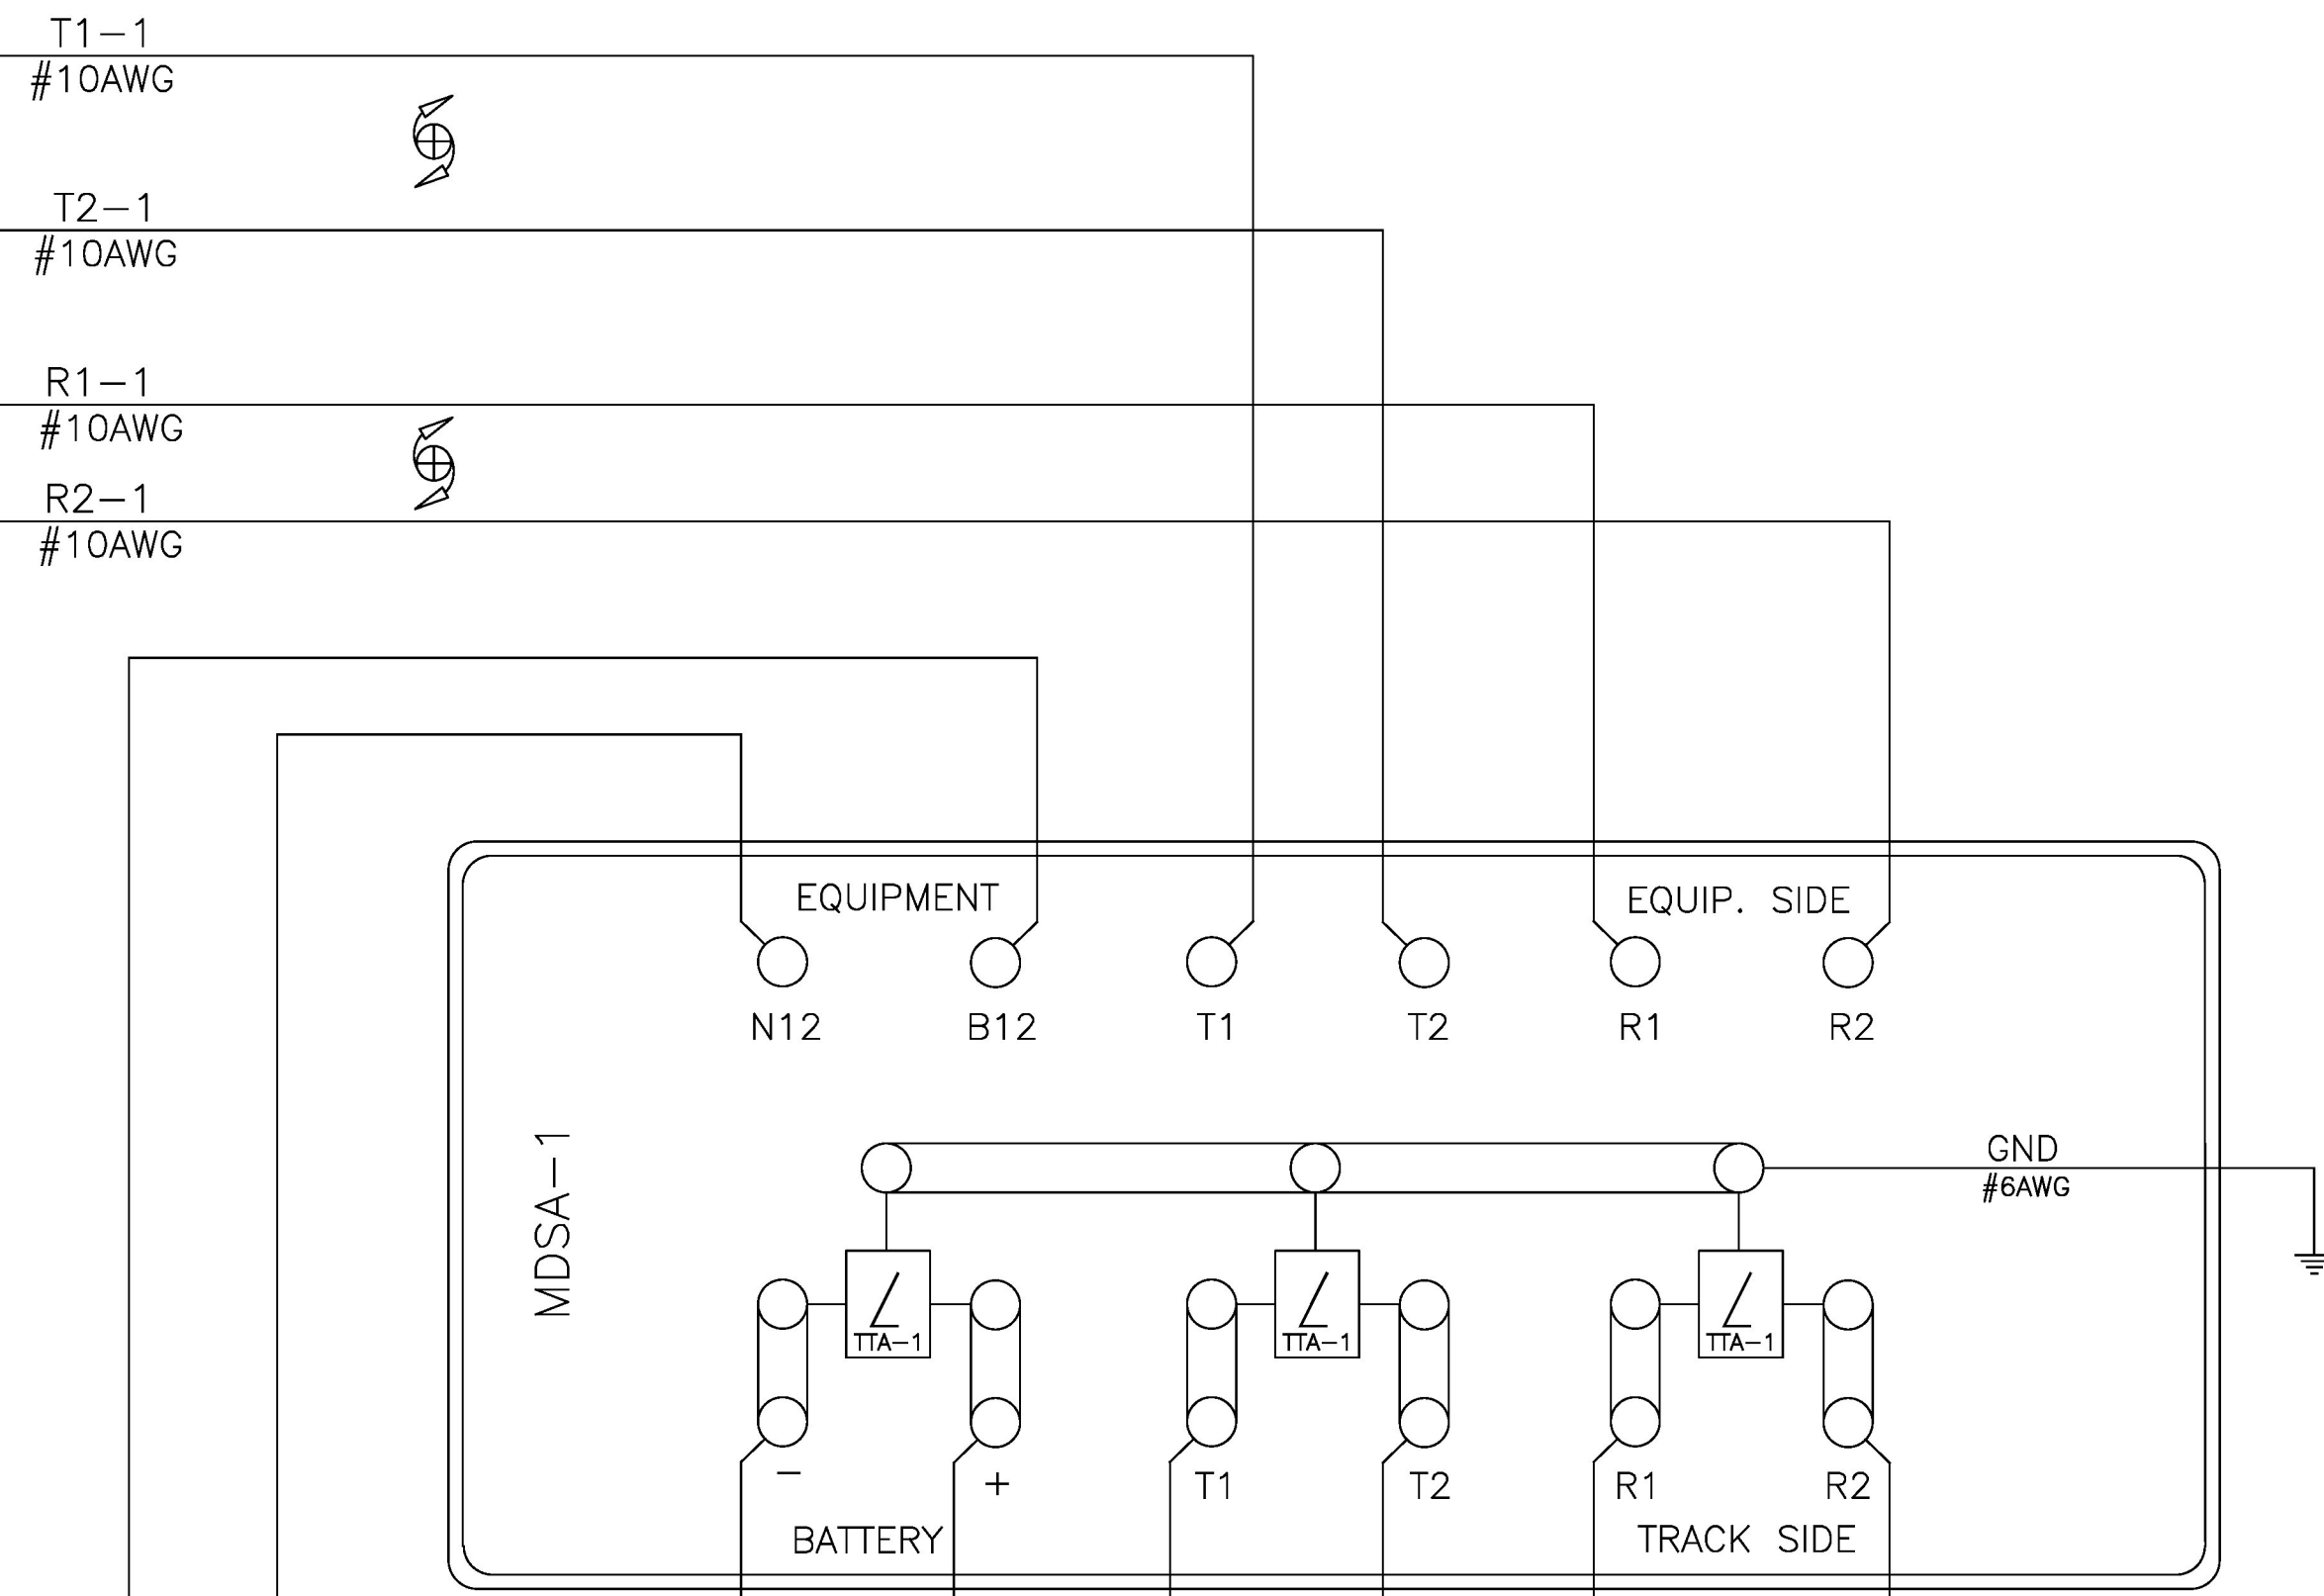 T1-1
#10AWG
T2-1
#10AWG
R1-1
#10AWG
R2-1
#10AWG
EQUIPMENT
EQUIP. SIDE
N12
B12
T1
T2
R1
R2
MDSA-1
GND
#6AWG
TTA-1
TTA-1
TTA-1
-
+
T1
T2
R1
R2
BATTERY
TRACK SIDE